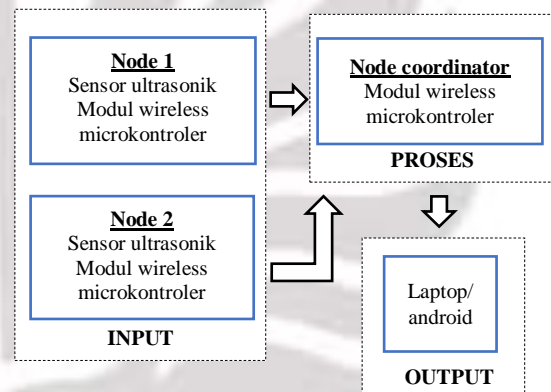 Node 1
Sensor ultrasonik
Modul wireless
microkontroler
Node 2
Sensor ultrasonik
Modul wireless
microkontroler
INPUT
Node coordinator
Modul wireless
microkontroler
PROSES
Laptop/
android
OUTPUT